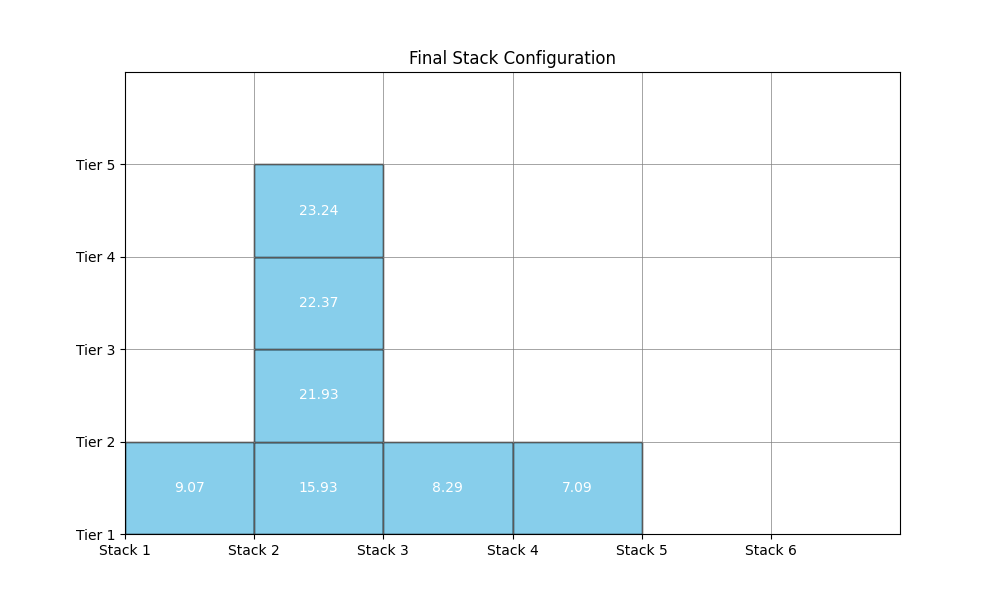 Final Stack Configuration
Tier 5
23.24
Tier 4
22.37
Tier 3
21.93
Tier 2
9.07 15.93 8.29 7.09
Tier 1
Stack 1 Stack 2 Stack 3 Stack 4 Stack 5 Stack 6